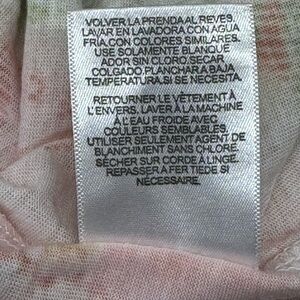 VOLVER LA PRENDA AL REVES.
LAVAR EN LAVADORA CON AGUA
FRÍA CON COLORES SIMILARES.
USE SOLAMENTE BLANQUE
ADOR SIN CLORO. SECAR
COLGADO. PLANCHAR A BAJA
TEMPERATURA, SI SE NECESITA.
RETOURNER LE VÊTEMENT À
L'ENVERS. LAVER À LA MACHINE
À L'EAU FROIDE AVEC
COULEURS SEMBLABLES.
UTILISER SEULEMENT AGENT DE
BLANCHIMENT SANS CHLORE.
SÉCHER SUR CORDE À LINGE.
REPASSER A FER TIEDE SI
NÉCESSAIRE.